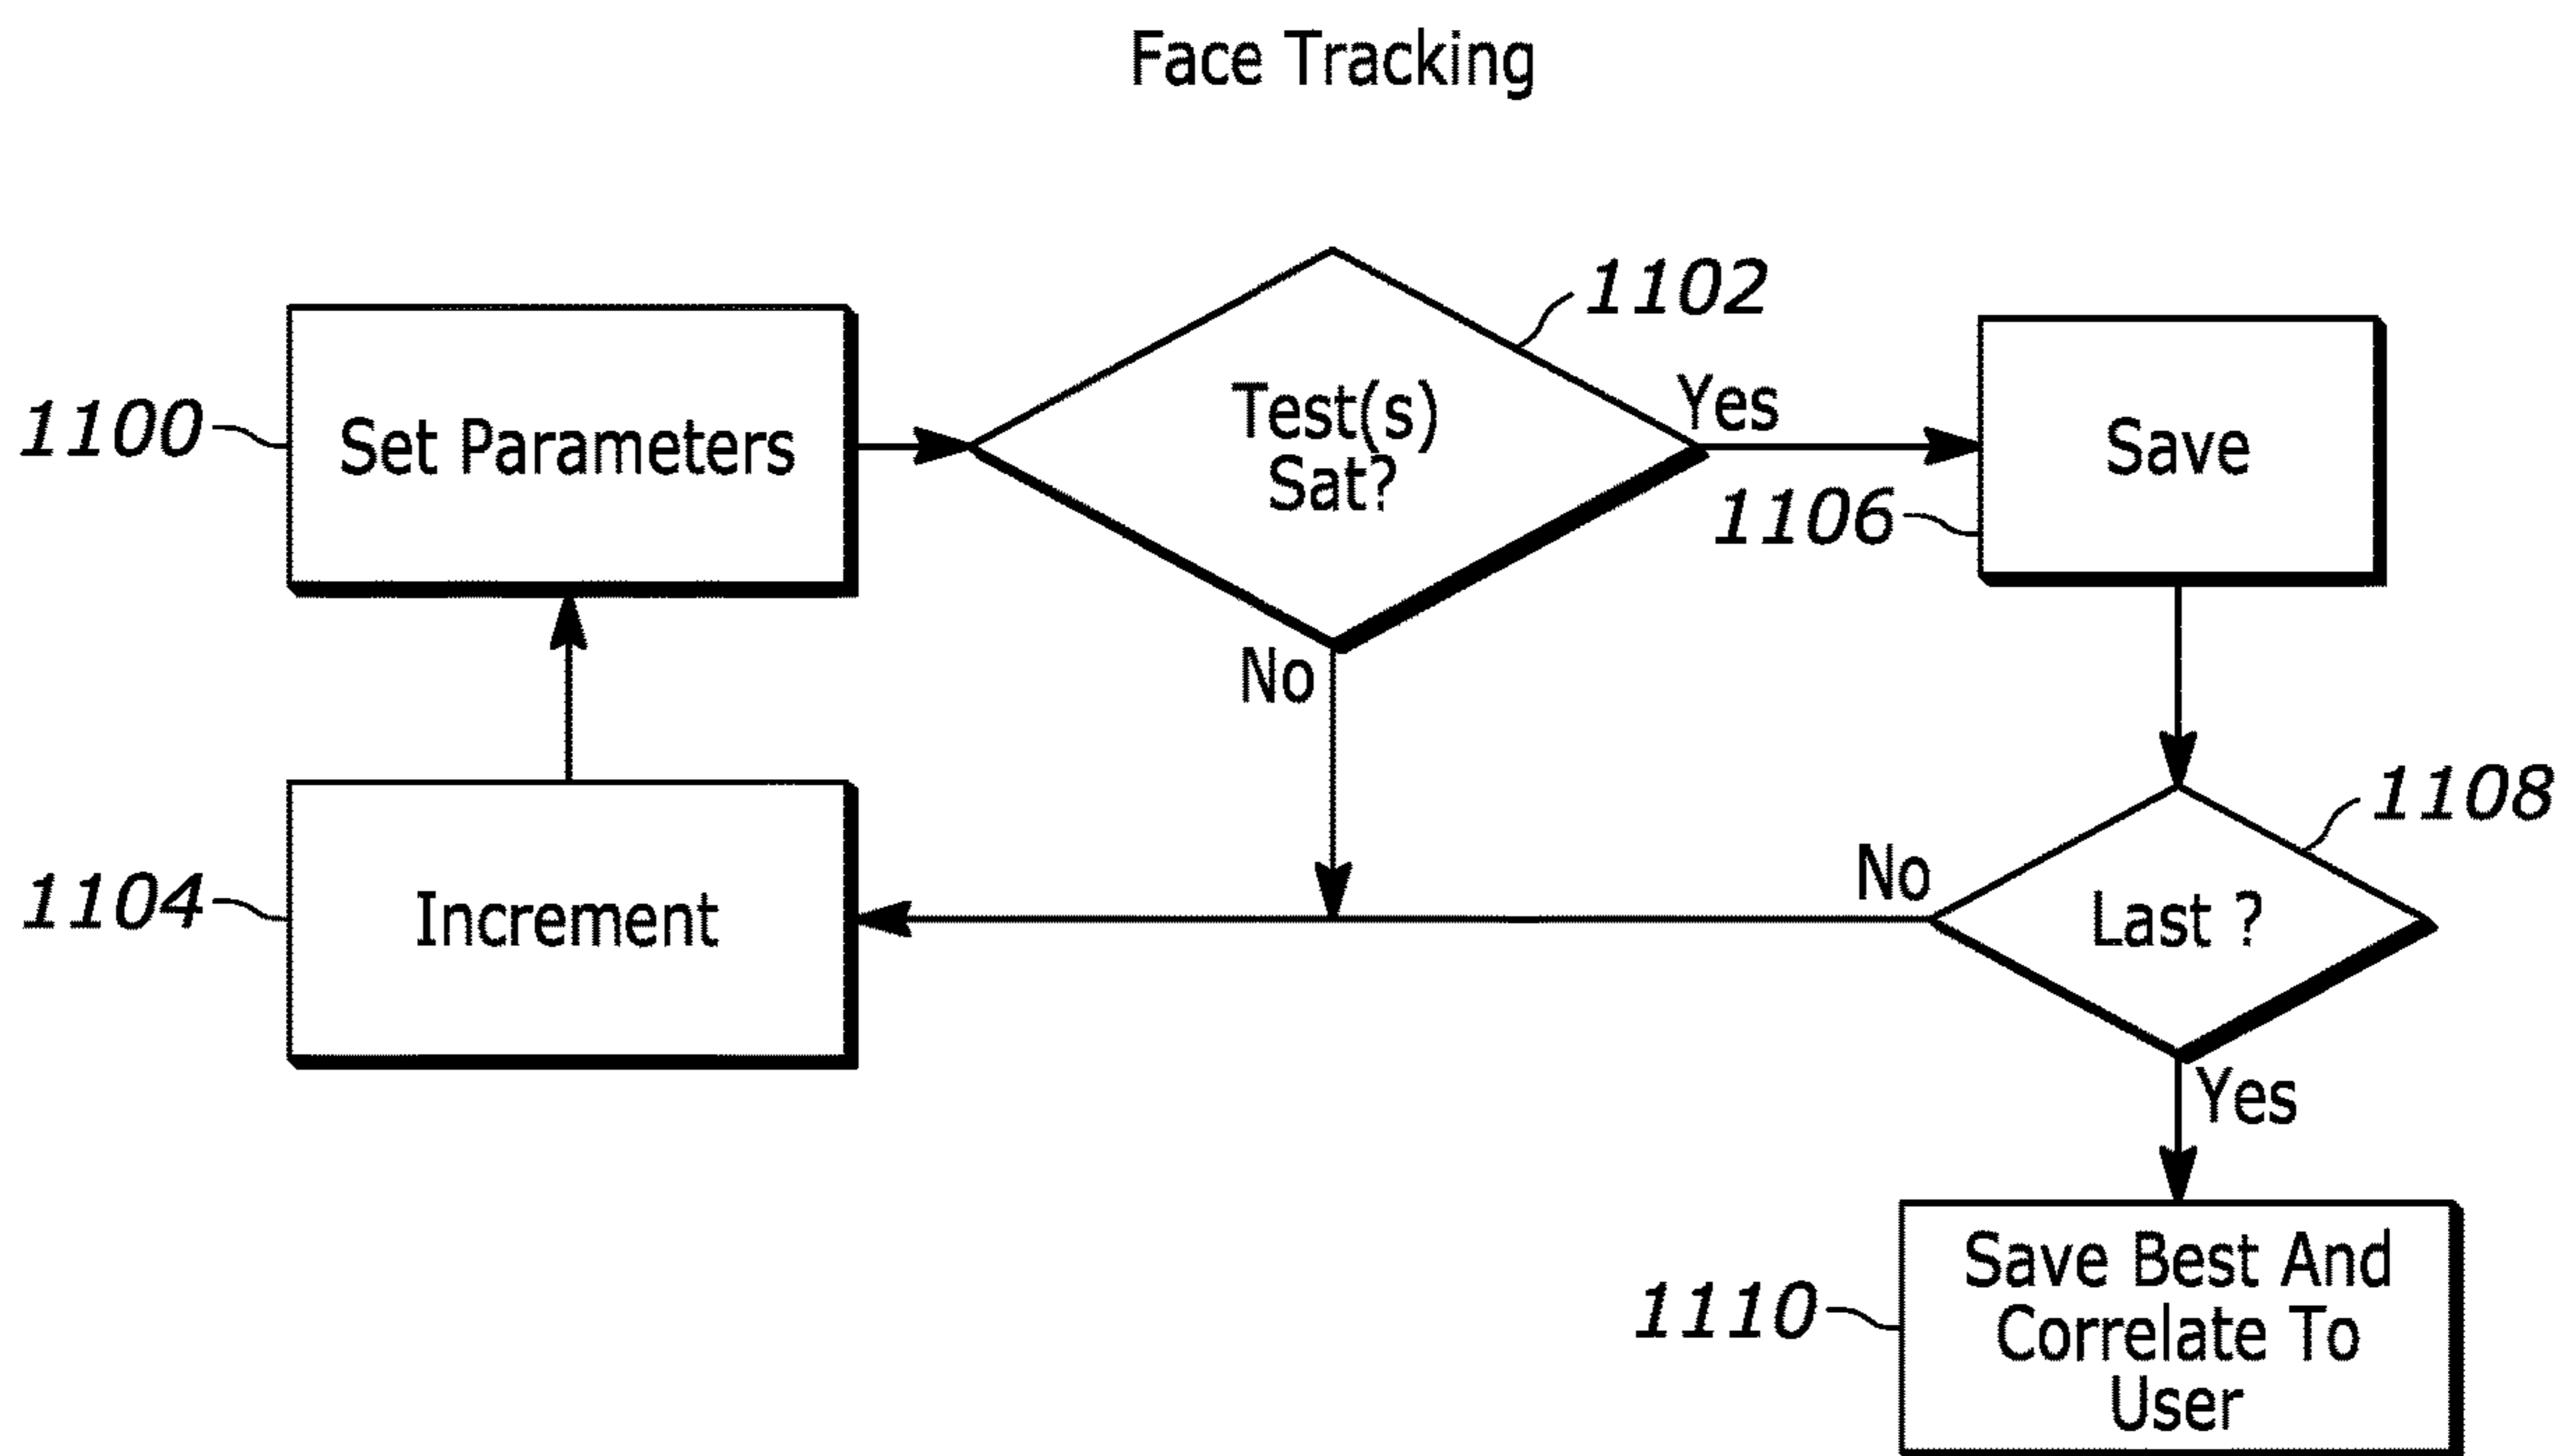 Face Tracking
1100
Set Parameters
1102
Test(s)
Sat?
Yes
No
1106
Save
1104
Increment
No
1108
Last ?
Yes
1110
Save Best And
Correlate To
User